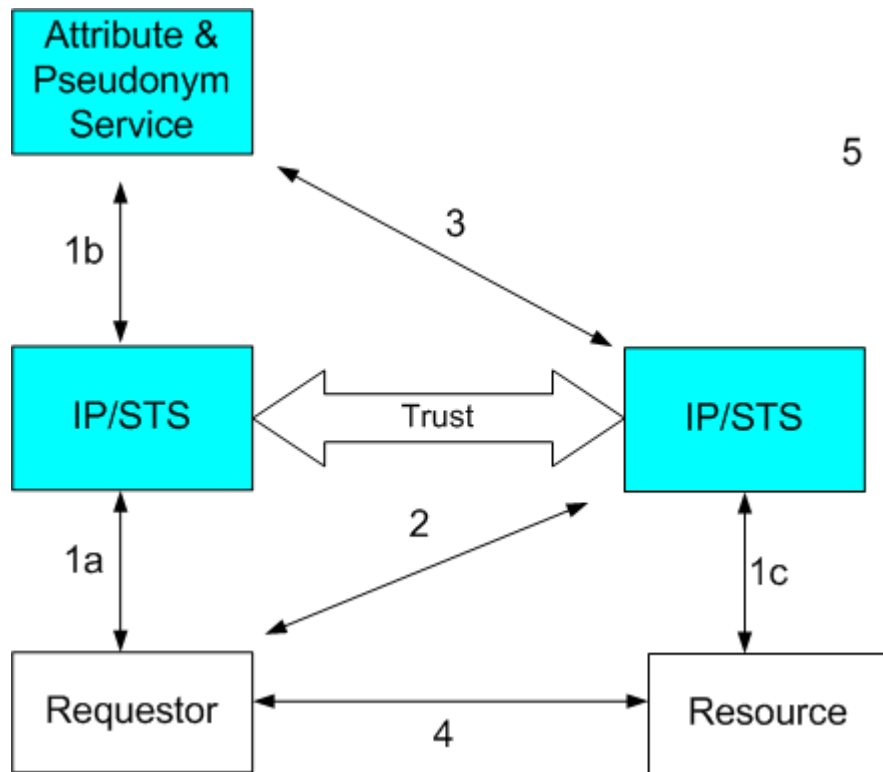 Attribute &
Pseudonym
Service
5
3
1b
IP/STS
Trust
IP/STS
2
1a
1c
Requestor
4
Resource